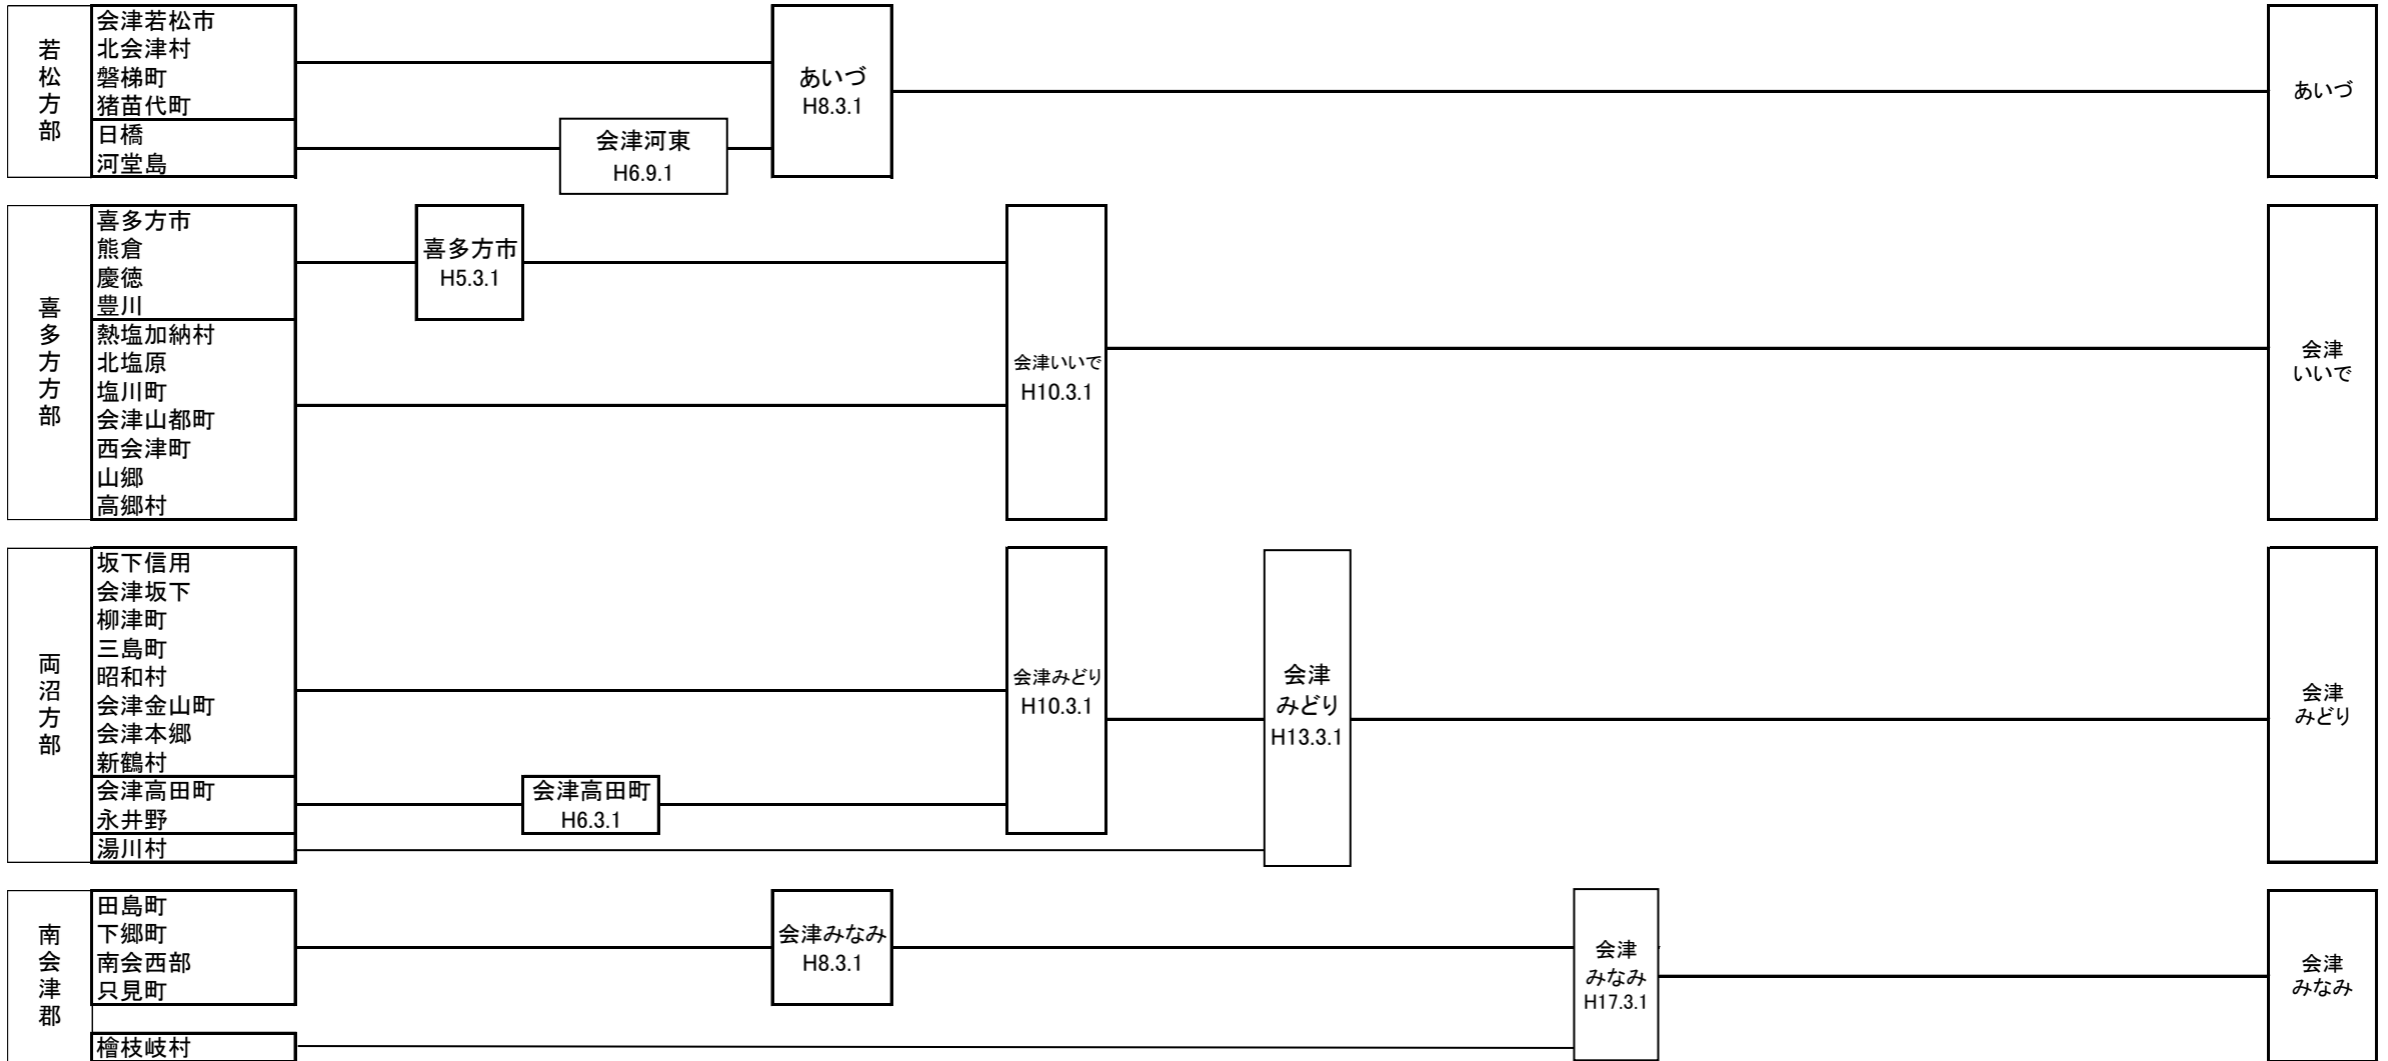 若松方部
会津若松市
北会津村
磐梯町
猪苗代町
日橋
河堂島
会津河東
H6.9.1
あいづ
H8.3.1
あいづ
喜多方方部
喜多方市
熊倉
慶徳
豊川
熱塩加納村
北塩原
塩川町
会津山都町
西会津町
山郷
高郷村
喜多方市
H5.3.1
会津いいで
H10.3.1
会津
いいで
両沼方部
坂下信用
会津坂下
柳津町
三島町
昭和村
会津金山町
会津本郷
新鶴村
会津高田町
永井野
湯川村
会津高田町
H6.3.1
会津みどり
H10.3.1
会津
みどり
H13.3.1
会津
みどり
南会津郡
田島町
下郷町
南会西部
只見町
檜枝岐村
会津みなみ
H8.3.1
会津
みなみ
H17.3.1
会津
みなみ